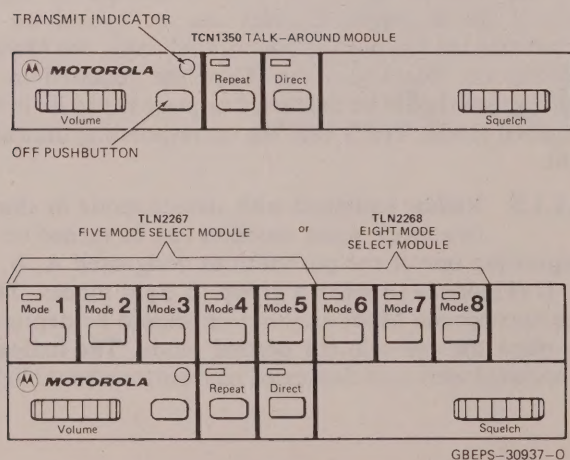 TRANSMIT INDICATOR
TCN1350 TALK-AROUND MODULE
MOTOROLA
Repeat
Direct
Volume
Squelch
OFF PUSHBUTTON
TLN2267
FIVE MODE SELECT MODULE
or
TLN2268
EIGHT MODE
SELECT MODULE
Mode 1
Mode 2
Mode 3
Mode 4
Mode 5
Mode 6
Mode 7
Mode 8
MOTOROLA
Repeat
Direct
Volume
Squelch
GBEPS-30937-O